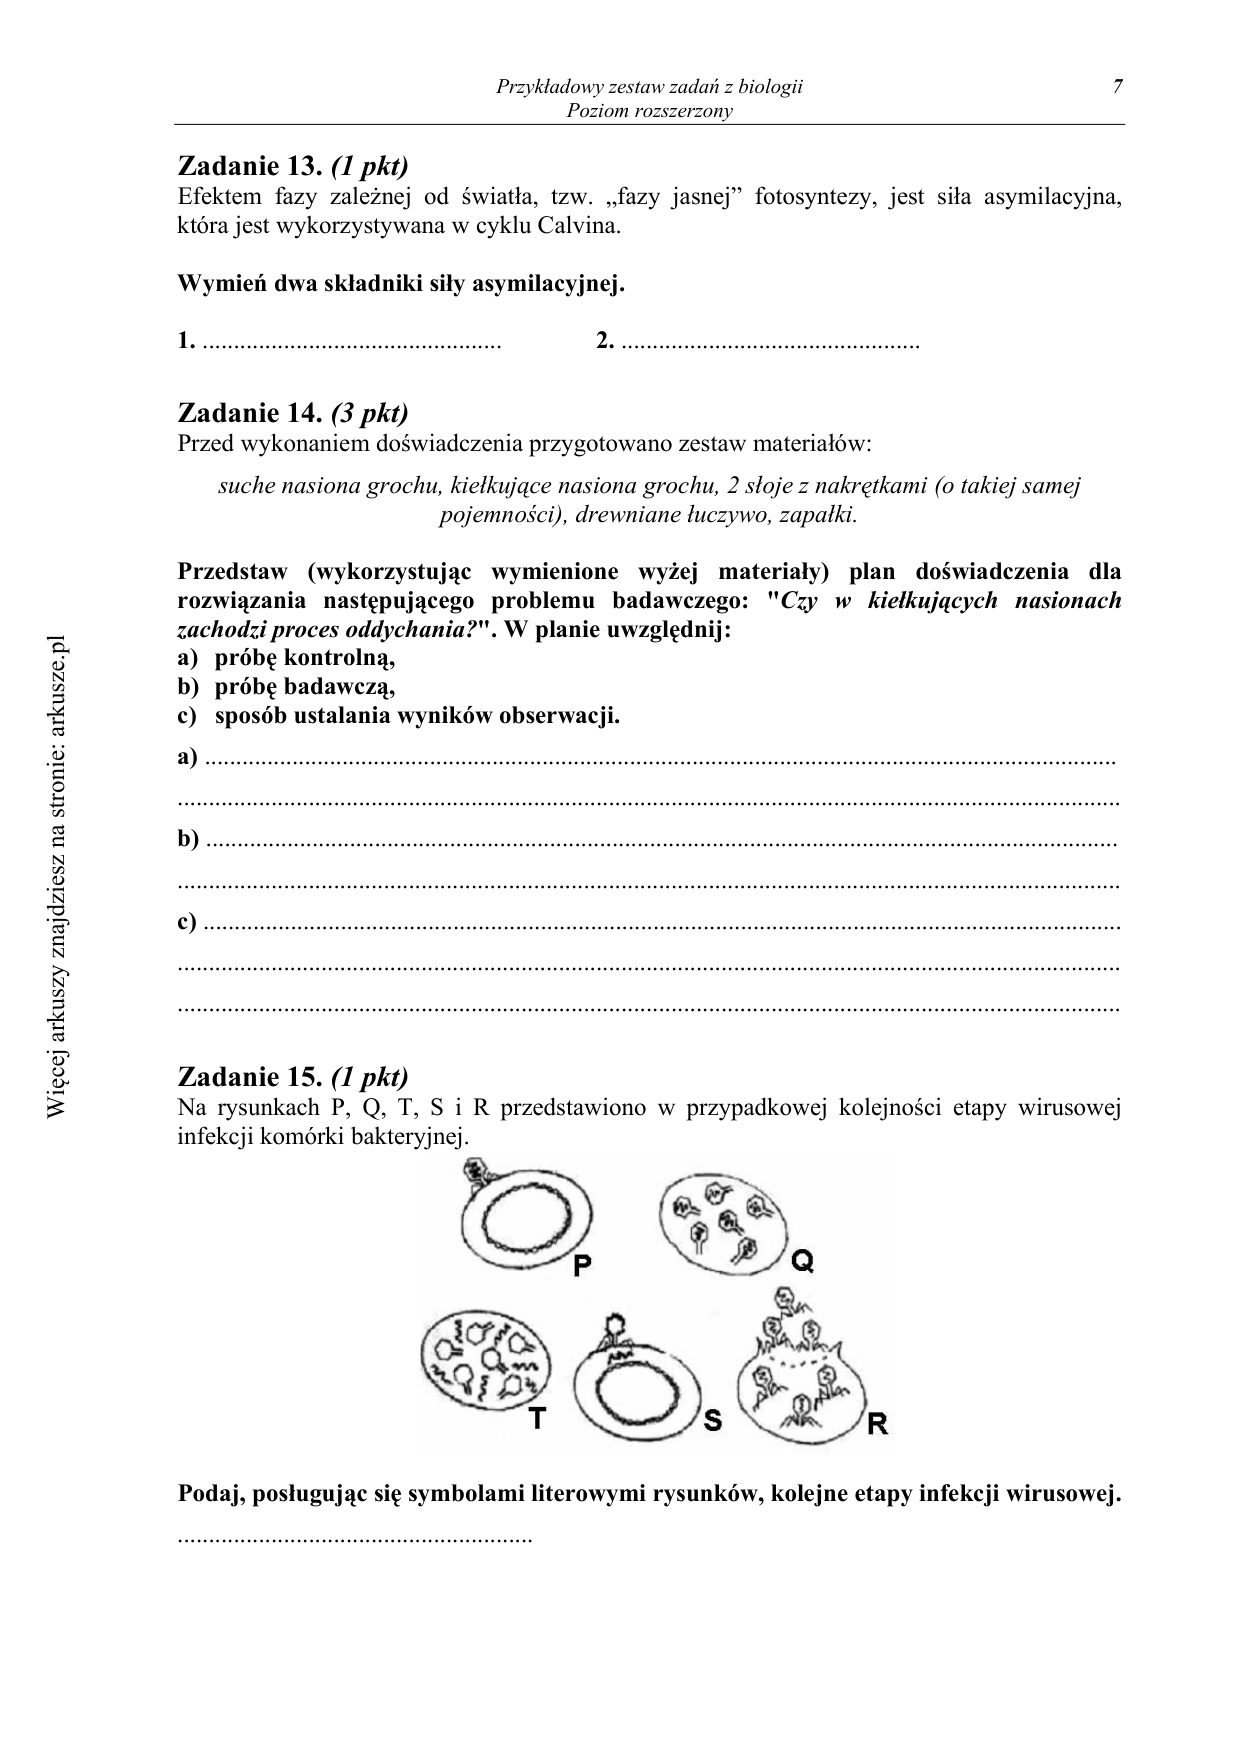 Przykładowy zestaw zadań z biologii
7
Poziom rozszerzony
Zadanie 13. (1 pkt)
Efektem fazy zależnej od światła, tzw. „fazy jasnej” fotosyntezy, jest siła asymilacyjna,
która jest wykorzystywana w cyklu Calvina.
Wymień dwa składniki siły asymilacyjnej.
1. ................................................ 2. ................................................
Zadanie 14. (3 pkt)
Przed wykonaniem doświadczenia przygotowano zestaw materiałów:
suche nasiona grochu, kiełkujące nasiona grochu, 2 słoje z nakrętkami (o takiej samej
pojemności), drewniane łuczywo, zapałki.
Przedstaw (wykorzystując wymienione wyżej materiały) plan doświadczenia dla
rozwiązania następującego problemu badawczego: "Czy w kiełkujących nasionach
zachodzi proces oddychania?". W planie uwzględnij:
a) próbę kontrolną,
b) próbę badawczą,
c) sposób ustalania wyników obserwacji.
a) ................................................................................
................................................................................
b) ................................................................................
................................................................................
c) ................................................................................
................................................................................
................................................................................
Zadanie 15. (1 pkt)
Na rysunkach P, Q, T, S i R przedstawiono w przypadkowej kolejności etapy wirusowej
infekcji komórki bakteryjnej.
P
Q
T
S
R
Podaj, posługując się symbolami literowymi rysunków, kolejne etapy infekcji wirusowej.
.........................................................
Więcej arkuszy znajdziesz na stronie: arkusze.pl